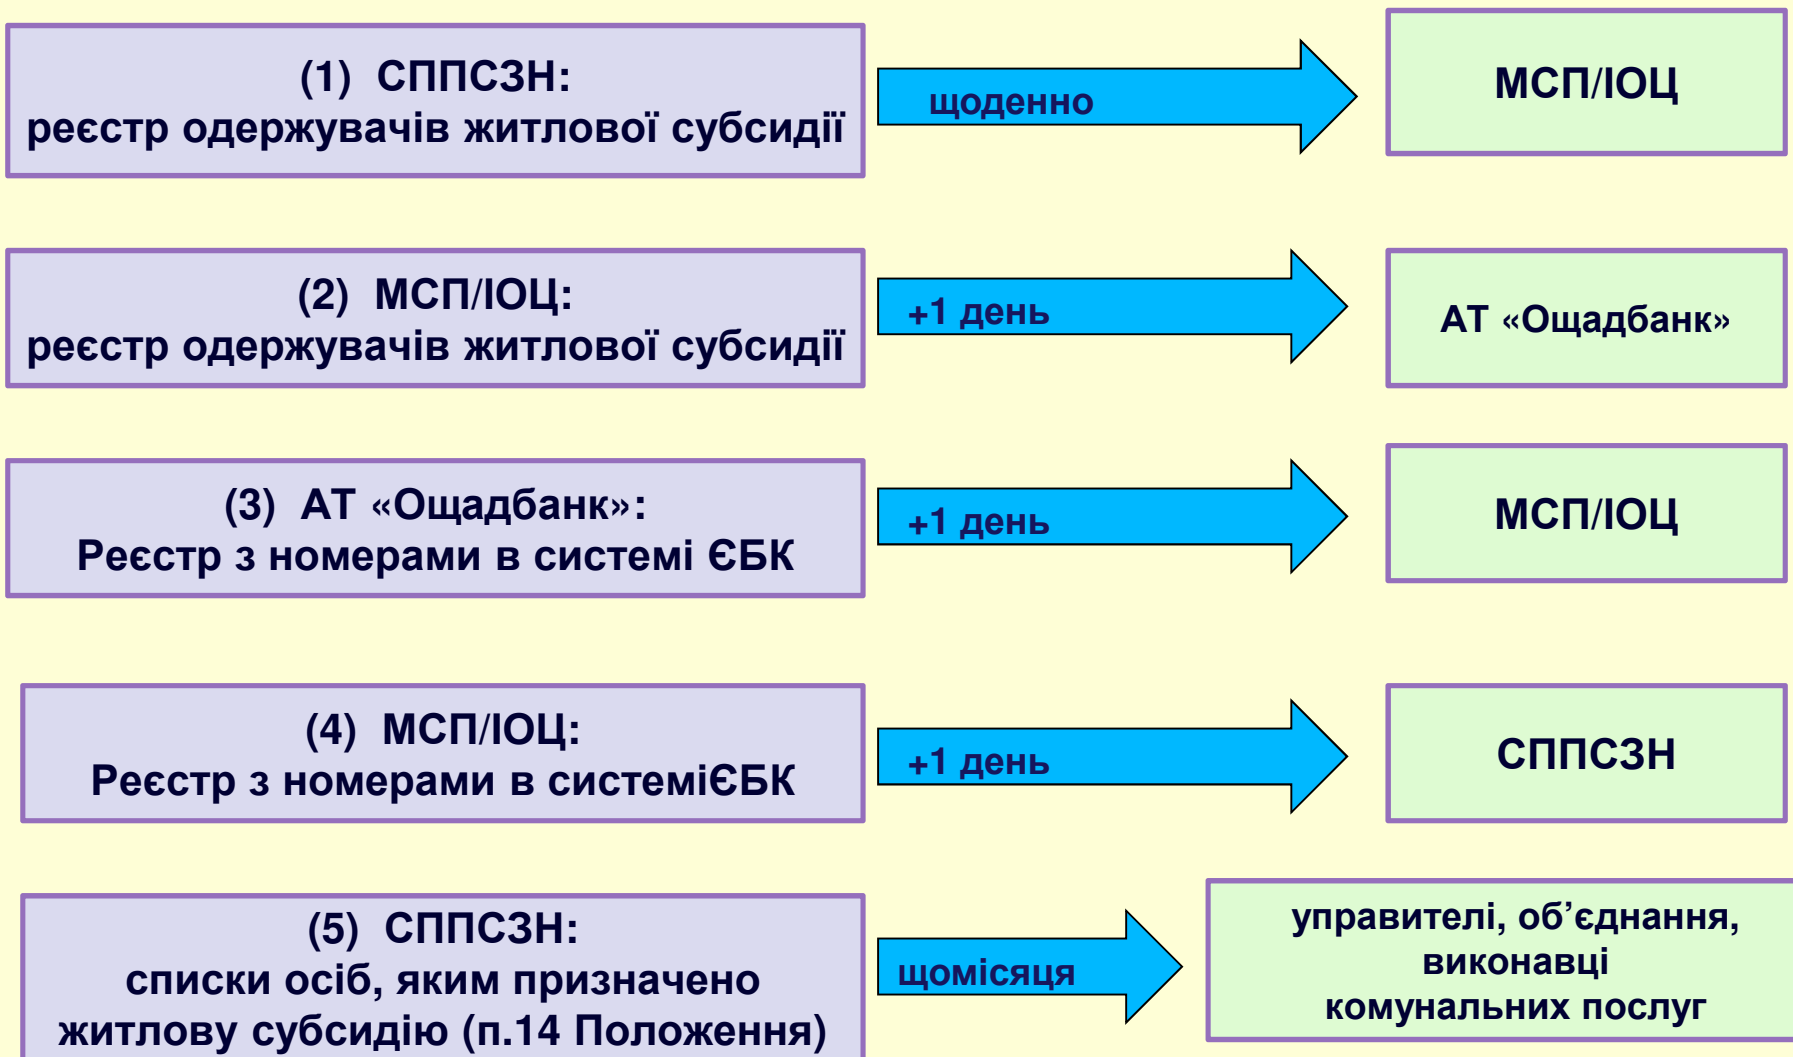 (1) СППСЗН:
реєстр одержувачів житлової субсидії
щоденно
МСП/ІОЦ
(2) МСП/ІОЦ:
реєстр одержувачів житлової субсидії
+1 день
АТ «Ощадбанк»
(3) АТ «Ощадбанк»:
Реєстр з номерами в системі ЄБК
+1 день
МСП/ІОЦ
(4) МСП/ІОЦ:
Реєстр з номерами в системіЄБК
+1 день
СППСЗН
(5) СППСЗН:
списки осіб, яким призначено
житлову субсидію (п.14 Положення)
щомісяця
управителі, об’єднання,
виконавці
комунальних послуг